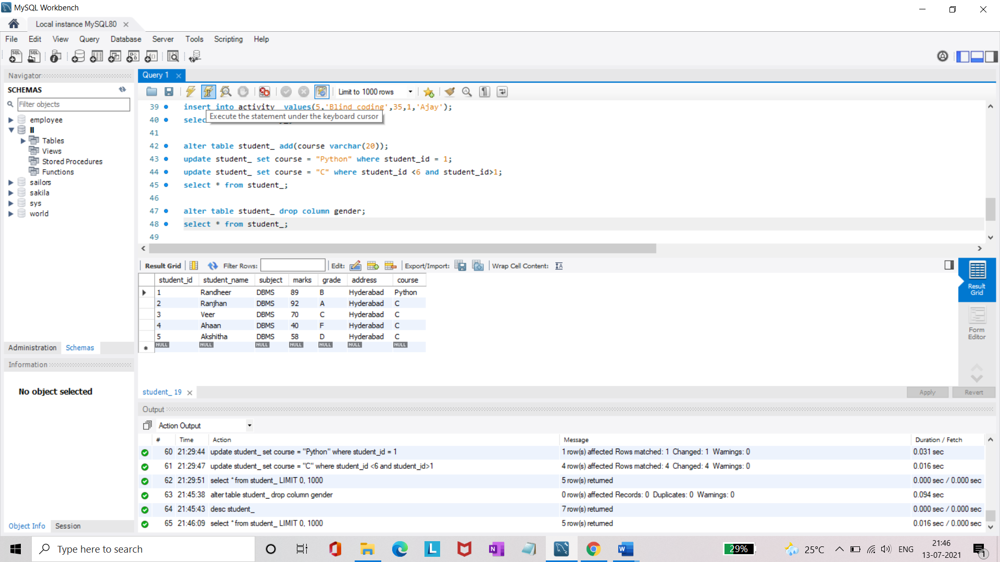 MySQL Workbench
Local instance MySQL80
File Edit View Query Database Server Tools Scripting Help
Navigator
SCHEMAS
Filter objects
employee
ll
Tables
Views
Stored Procedures
Functions
sailors
sakila
sys
world
Administration Schemas
Information
No object selected
Object Info Session
Query 1
Limit to 1000 rows
39 insert into activity_ values(5,'Blind coding',35,1,'Ajay');
Execute the statement under the keyboard cursor
40 selec
41
42 alter table student_ add(course varchar(20));
43 update student_ set course = "Python" where student_id = 1;
44 update student_ set course = "C" where student_id <6 and student_id>1;
45 select * from student_;
46
47 alter table student_ drop column gender;
48 select * from student_;
49
Result Grid Filter Rows: Edit: Export/Import: Wrap Cell Content:
student_id student_name subject marks grade address course
1 Randheer DBMS 89 B Hyderabad Python
2 Ranjhan DBMS 92 A Hyderabad C
3 Veer DBMS 70 C Hyderabad C
4 Ahaan DBMS 40 F Hyderabad C
5 Akshitha DBMS 58 D Hyderabad C
NULL NULL NULL NULL NULL NULL NULL
Result
Grid
Form
Editor
student_ 19
Apply Revert
Output
Action Output
# Time Action Message Duration / Fetch
60 21:29:44 update student_ set course = "Python" where student_id = 1 1 row(s) affected Rows matched: 1 Changed: 1 Warnings: 0 0.031 sec
61 21:29:47 update student_ set course = "C" where student_id <6 and student_id>1 4 row(s) affected Rows matched: 4 Changed: 4 Warnings: 0 0.016 sec
62 21:29:51 select * from student_ LIMIT 0, 1000 5 row(s) returned 0.000 sec / 0.000 sec
63 21:45:38 alter table student_ drop column gender 0 row(s) affected Records: 0 Duplicates: 0 Warnings: 0 0.094 sec
64 21:45:43 desc student_ 7 row(s) returned 0.000 sec / 0.000 sec
65 21:46:09 select * from student_ LIMIT 0, 1000 5 row(s) returned 0.016 sec / 0.000 sec
Type here to search
29%
25°C
ENG
21:46
13-07-2021
1